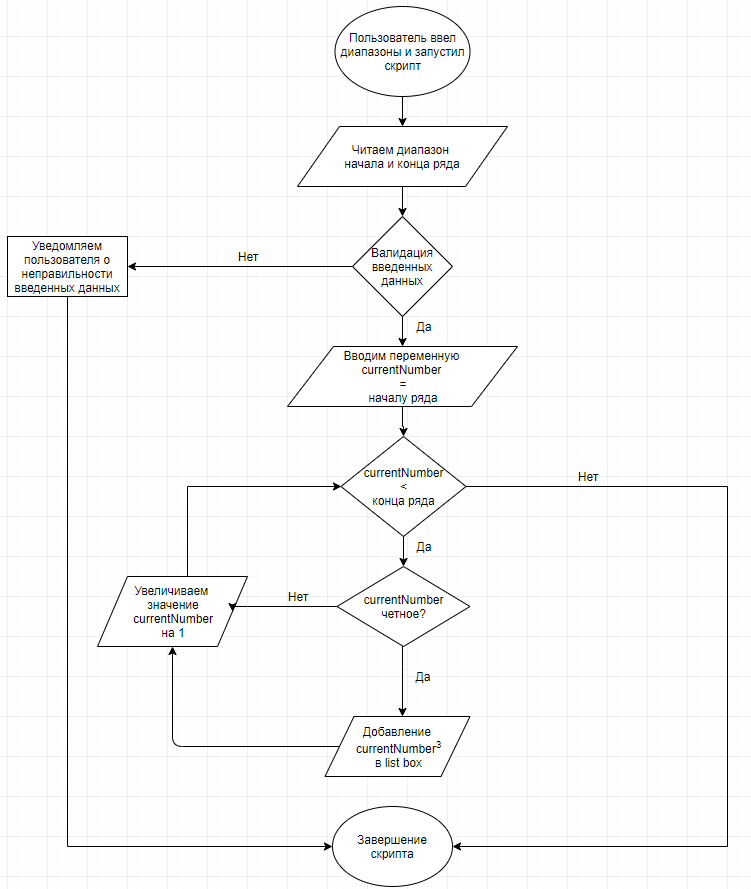 Пользователь ввел
диапазоны и запустил
скрипт
Читаем диапазон
начала и конца ряда
Валидация
введенных
данных
Нет
Уведомляем
пользователя о
неправильности
введенных данных
Да
Вводим переменную
currentNumber
=
началу ряда
currentNumber
<
конца ряда
Нет
Да
currentNumber
четное?
Нет
Увеличиваем
значение
currentNumber
на 1
Да
Добавление
currentNumber³
в list box
Завершение
скрипта